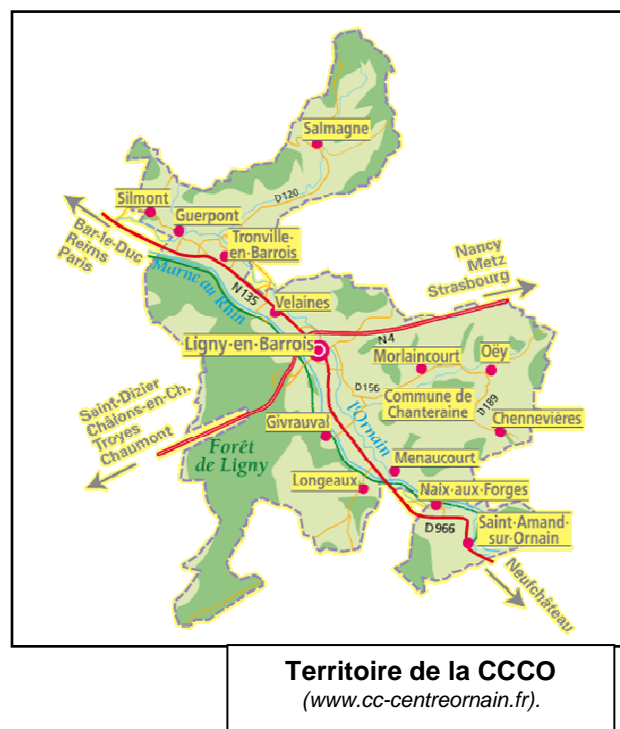 Salmagne
D120
Silmont
Guerpont
Bar-le-Duc
Reims
Paris
Tronville-
en-Barrois
Marne au Rhin
N135
Velaines
Nancy
Metz
Strasbourg
N4
Ligny-en-Barrois
Morlaincourt
Oëy
D156
Commune de
Chanteraine
D189
Saint-Dizier
Châlons-en-Ch.
Troyes
Chaumont
Givrauval
l'Ornain
Chennevières
Forêt
de Ligny
Menaucourt
Longeaux
Naix-aux-Forges
D966
Saint-Amand-
sur-Ornain
Neufchâteau
Territoire de la CCCO
(www.cc-centreornain.fr).